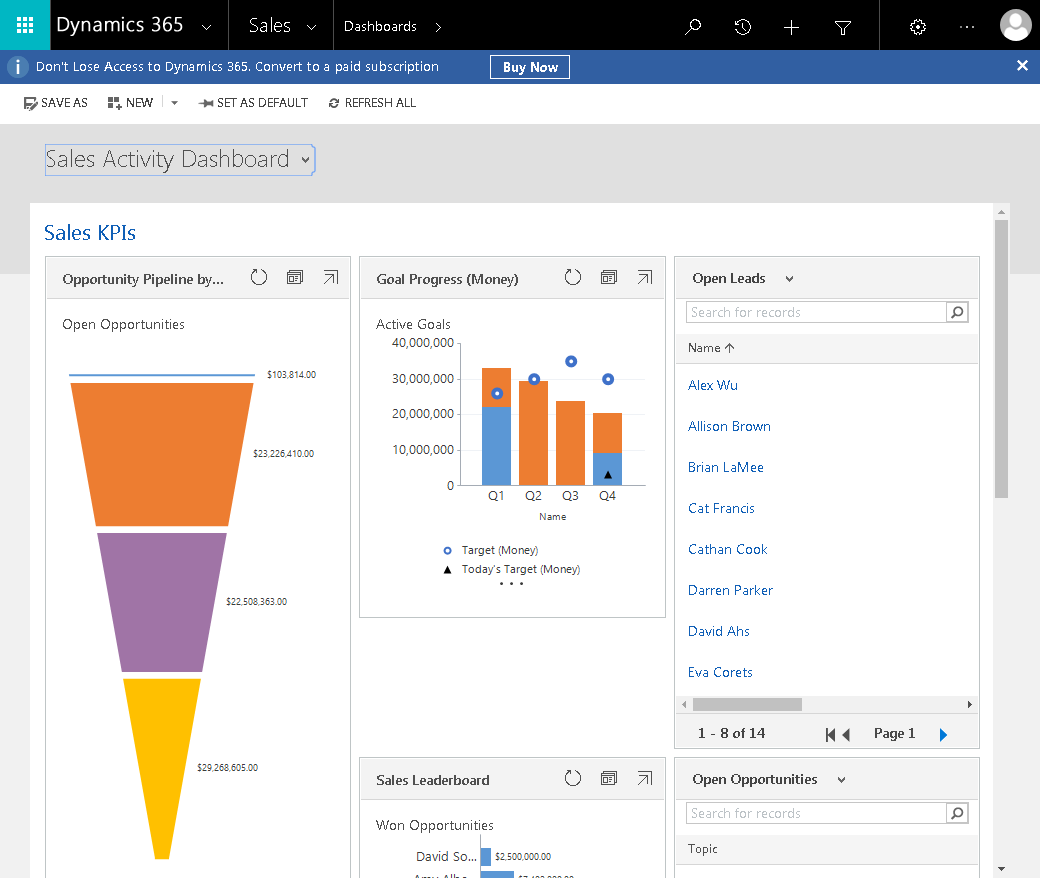 Dynamics 365
Sales
Dashboards
Don't Lose Access to Dynamics 365. Convert to a paid subscription
Buy Now
SAVE AS
NEW
SET AS DEFAULT
REFRESH ALL
Sales Activity Dashboard
Sales KPIs
Opportunity Pipeline by...
Open Opportunities
$103,814.00
$23,226,410.00
$22,508,363.00
$29,268,605.00
Goal Progress (Money)
Active Goals
40,000,000
30,000,000
20,000,000
10,000,000
0
Q1 Q2 Q3 Q4
Name
Target (Money)
Today's Target (Money)
...
Open Leads
Search for records
Name
Alex Wu
Allison Brown
Brian LaMee
Cat Francis
Cathan Cook
Darren Parker
David Ahs
Eva Corets
1 - 8 of 14
Page 1
Sales Leaderboard
Won Opportunities
David So...
$2,500,000.00
Open Opportunities
Search for records
Topic